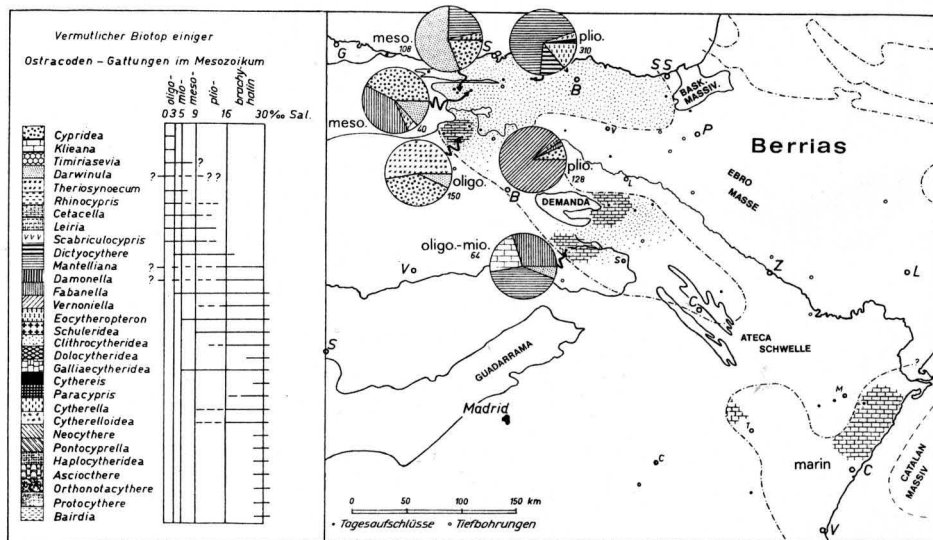 Vermutlicher Biotop einiger
Ostracoden – Gattungen im Mesozoikum
oligo-
mio-
meso-
plio-
brachy-
halin
0 3 5 9 16 30 ‰ Sal.
Cypridea
Klieana
Timiriasevia ?
Darwinula ? ? ?
Theriosynoecum
Rhinocypris
Cetacella
Leiria
Scabriculocypris
Dictyocythere
Mantelliana ?
Damonella ?
Fabanella
Vernoniella
Eocytheropteron
Schuleridea
Clithrocytheridea
Dolocytheridea
Galliaecytheridea
Cythereis
Paracypris
Cytherella
Cytherelloidea
Neocythere
Pontocyprella
Haplocytheridea
Asciocthere
Orthonotacythere
Protocythere
Bairdia
G
meso.
108
S
plio.
310
B
SS
BASK.
MASSIV.
meso.
40
V
P
Berrias
oligo.
150
plio.
128
B
L
DEMANDA
EBRO
MASSE
oligo.-mio.
64
V
S
Z
L
C
ATECA
SCHWELLE
S
GUADARRAMA
Madrid
?
M
T
C
marin
C
CATALAN
MASSIV
V
0 50 100 150 km
• Tagesaufschlüsse ○ Tiefbohrungen